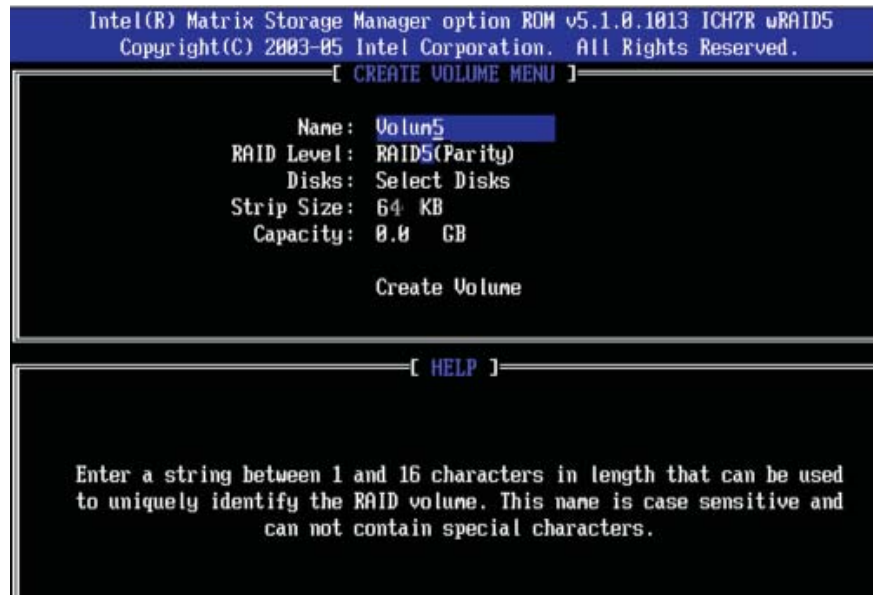 Intel(R) Matrix Storage Manager option ROM v5.1.0.1013 ICH7R wRAID5
Copyright(C) 2003-05 Intel Corporation. All Rights Reserved.
[ CREATE VOLUME MENU ]
Name: Volum5
RAID Level: RAID5(Parity)
Disks: Select Disks
Strip Size: 64 KB
Capacity: 0.0 GB
Create Volume
[ HELP ]
Enter a string between 1 and 16 characters in length that can be used
to uniquely identify the RAID volume. This name is case sensitive and
can not contain special characters.